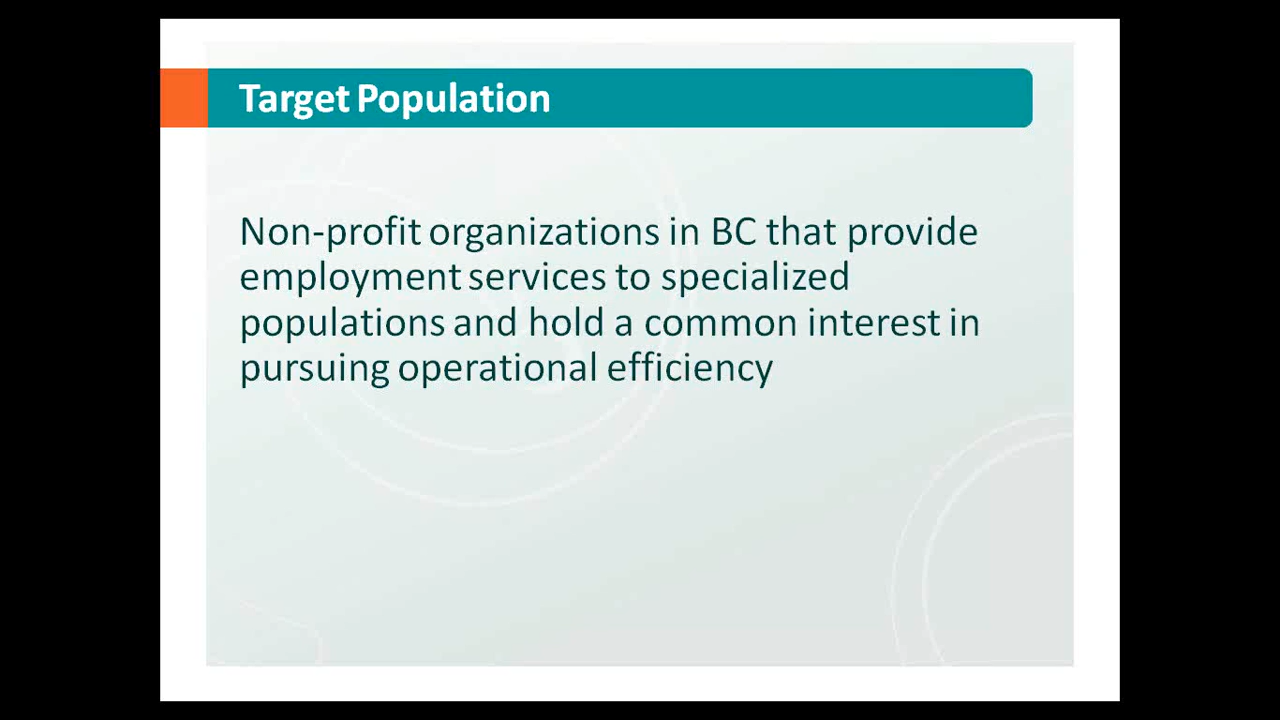 Target Population
Non-profit organizations in BC that provide
employment services to specialized
populations and hold a common interest in
pursuing operational efficiency